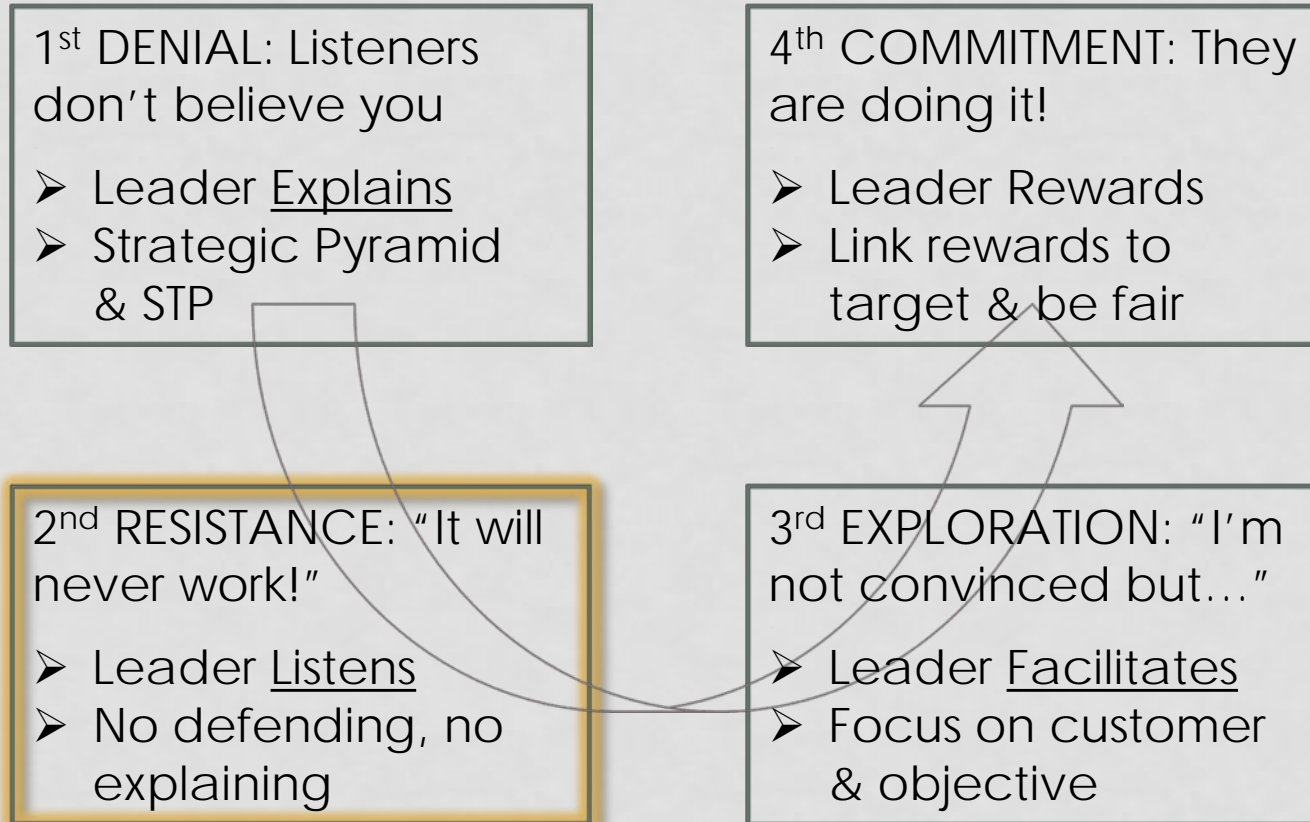 1st DENIAL: Listeners
don't believe you
➢ Leader Explains
➢ Strategic Pyramid
& STP
2nd RESISTANCE: "It will
never work!"
➢ Leader Listens
➢ No defending, no
explaining
3rd EXPLORATION: "I'm
not convinced but…"
➢ Leader Facilitates
➢ Focus on customer
& objective
4th COMMITMENT: They
are doing it!
➢ Leader Rewards
➢ Link rewards to
target & be fair